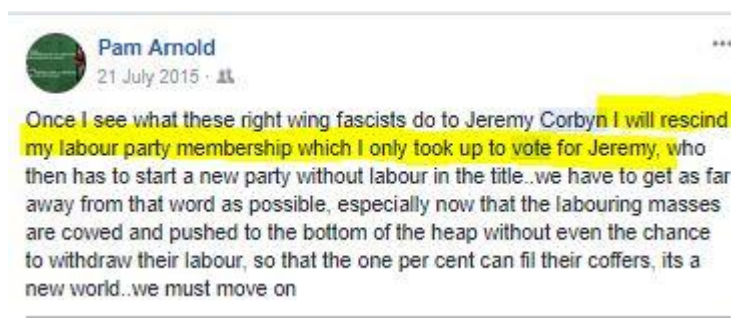 Pam Arnold
21 July 2015
Once I see what these right wing fascists do to Jeremy Corbyn I will rescind
my labour party membership which I only took up to vote for Jeremy, who
then has to start a new party without labour in the title..we have to get as far
away from that word as possible, especially now that the labouring masses
are cowed and pushed to the bottom of the heap without even the chance
to withdraw their labour, so that the one per cent can fil their coffers, its a
new world..we must move on